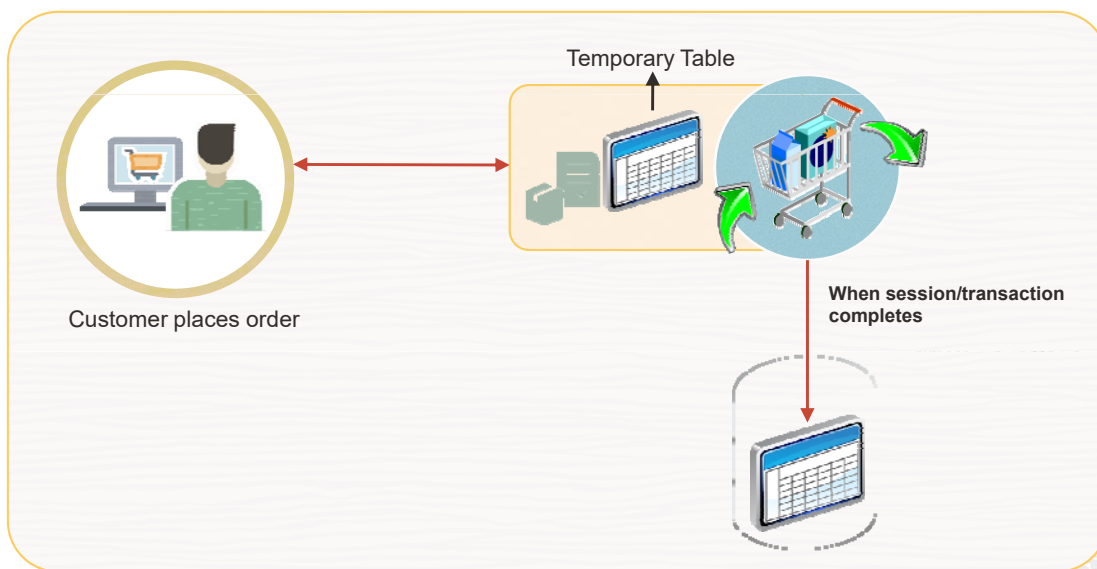 Temporary Table
Customer places order
When session/transaction
completes